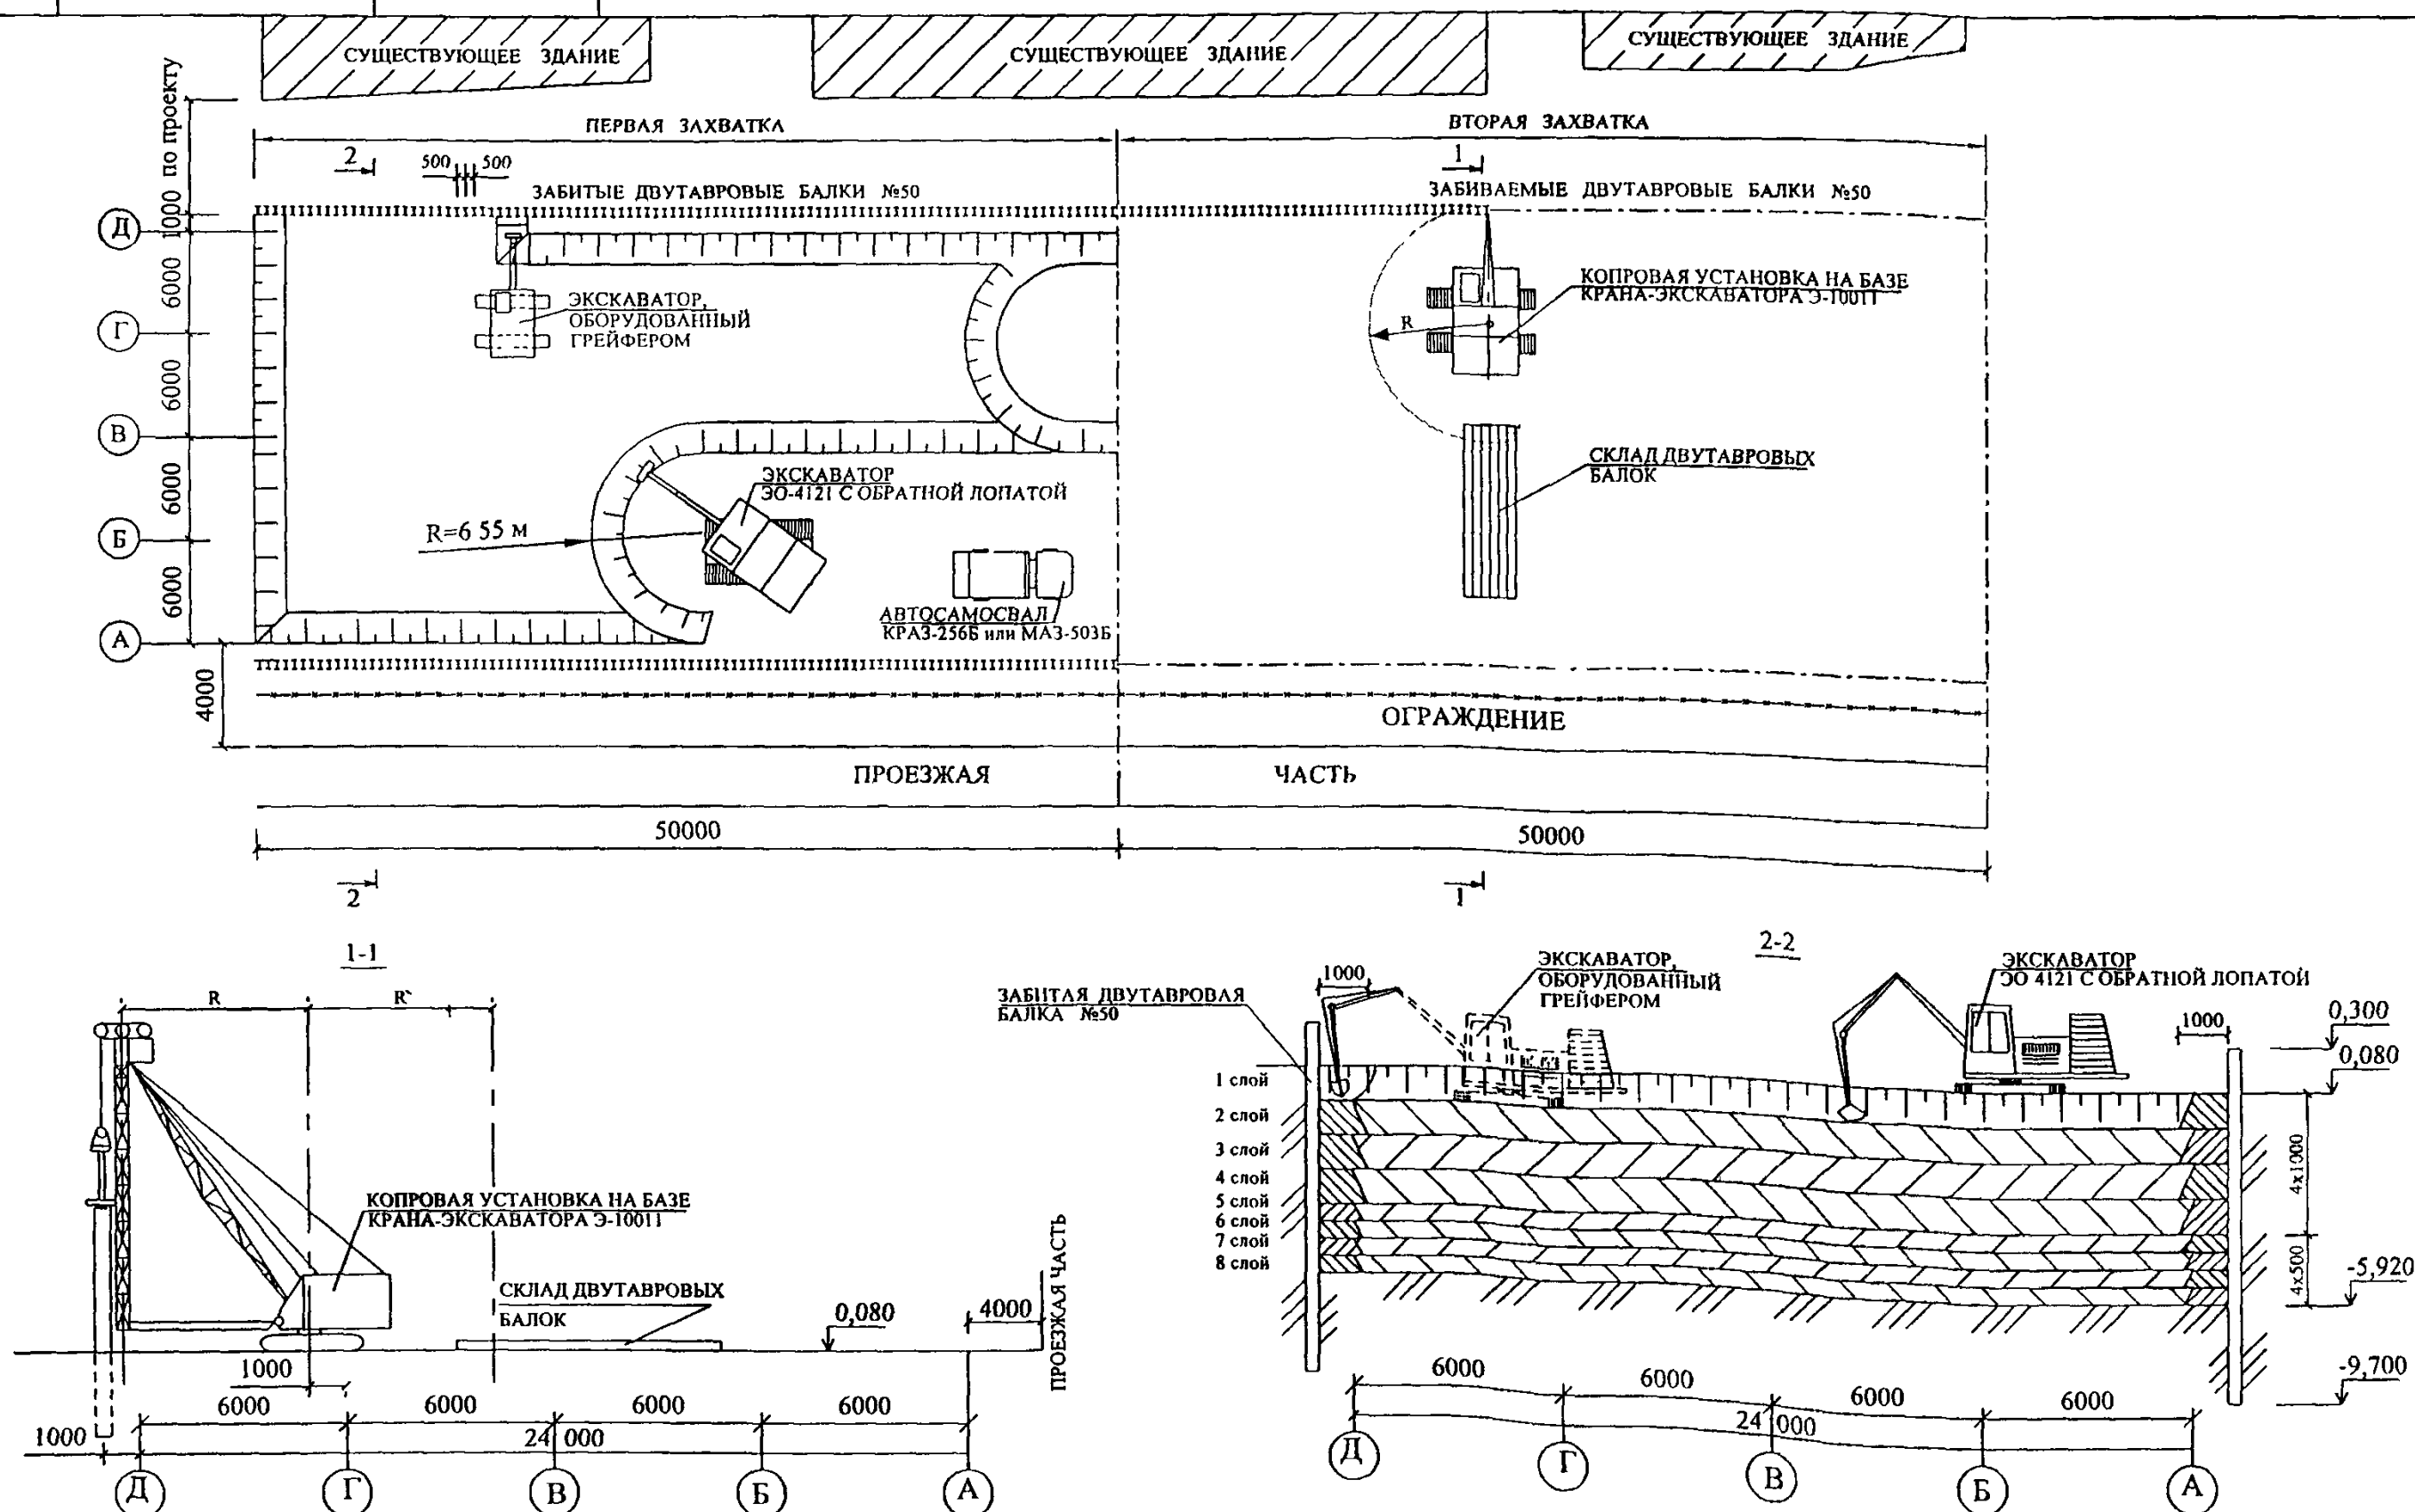 СУЩЕСТВУЮЩЕЕ ЗДАНИЕ
СУЩЕСТВУЮЩЕЕ ЗДАНИЕ
СУЩЕСТВУЮЩЕЕ ЗДАНИЕ
по проекту
ПЕРВАЯ ЗАХВАТКА
ВТОРАЯ ЗАХВАТКА
2
500
500
1
ЗАБИТЫЕ ДВУТАВРОВЫЕ БАЛКИ №50
ЗАБИВАЕМЫЕ ДВУТАВРОВЫЕ БАЛКИ №50
1000
Д
6000
ЭКСКАВАТОР,
ОБОРУДОВАННЫЙ
ГРЕЙФЕРОМ
КОПРОВАЯ УСТАНОВКА НА БАЗЕ
КРАНА-ЭКСКАВАТОРА Э-10011
R
Г
6000
В
6000
ЭКСКАВАТОР
ЭО-4121 С ОБРАТНОЙ ЛОПАТОЙ
СКЛАД ДВУТАВРОВЫХ
БАЛОК
R=6 55 м
Б
6000
АВТОСАМОСВАЛ
КРАЗ-256Б или МАЗ-503Б
А
4000
ОГРАЖДЕНИЕ
ПРОЕЗЖАЯ ЧАСТЬ
50000
50000
2
1
1-1
R
R`
КОПРОВАЯ УСТАНОВКА НА БАЗЕ
КРАНА-ЭКСКАВАТОРА Э-10011
СКЛАД ДВУТАВРОВЫХ
БАЛОК
0,080
4000
ПРОЕЗЖАЯ ЧАСТЬ
1000
6000
6000
6000
6000
1000
24 000
Д
Г
В
Б
А
2-2
ЗАБИТАЯ ДВУТАВРОВАЯ
БАЛКА №50
1000
ЭКСКАВАТОР,
ОБОРУДОВАННЫЙ
ГРЕЙФЕРОМ
ЭКСКАВАТОР
ЭО 4121 С ОБРАТНОЙ ЛОПАТОЙ
1000
0,300
0,080
1 слой
2 слой
3 слой
4 слой
5 слой
6 слой
7 слой
8 слой
4х1000
4х500
-5,920
-9,700
6000
6000
6000
6000
24 000
Д
Г
В
Б
А